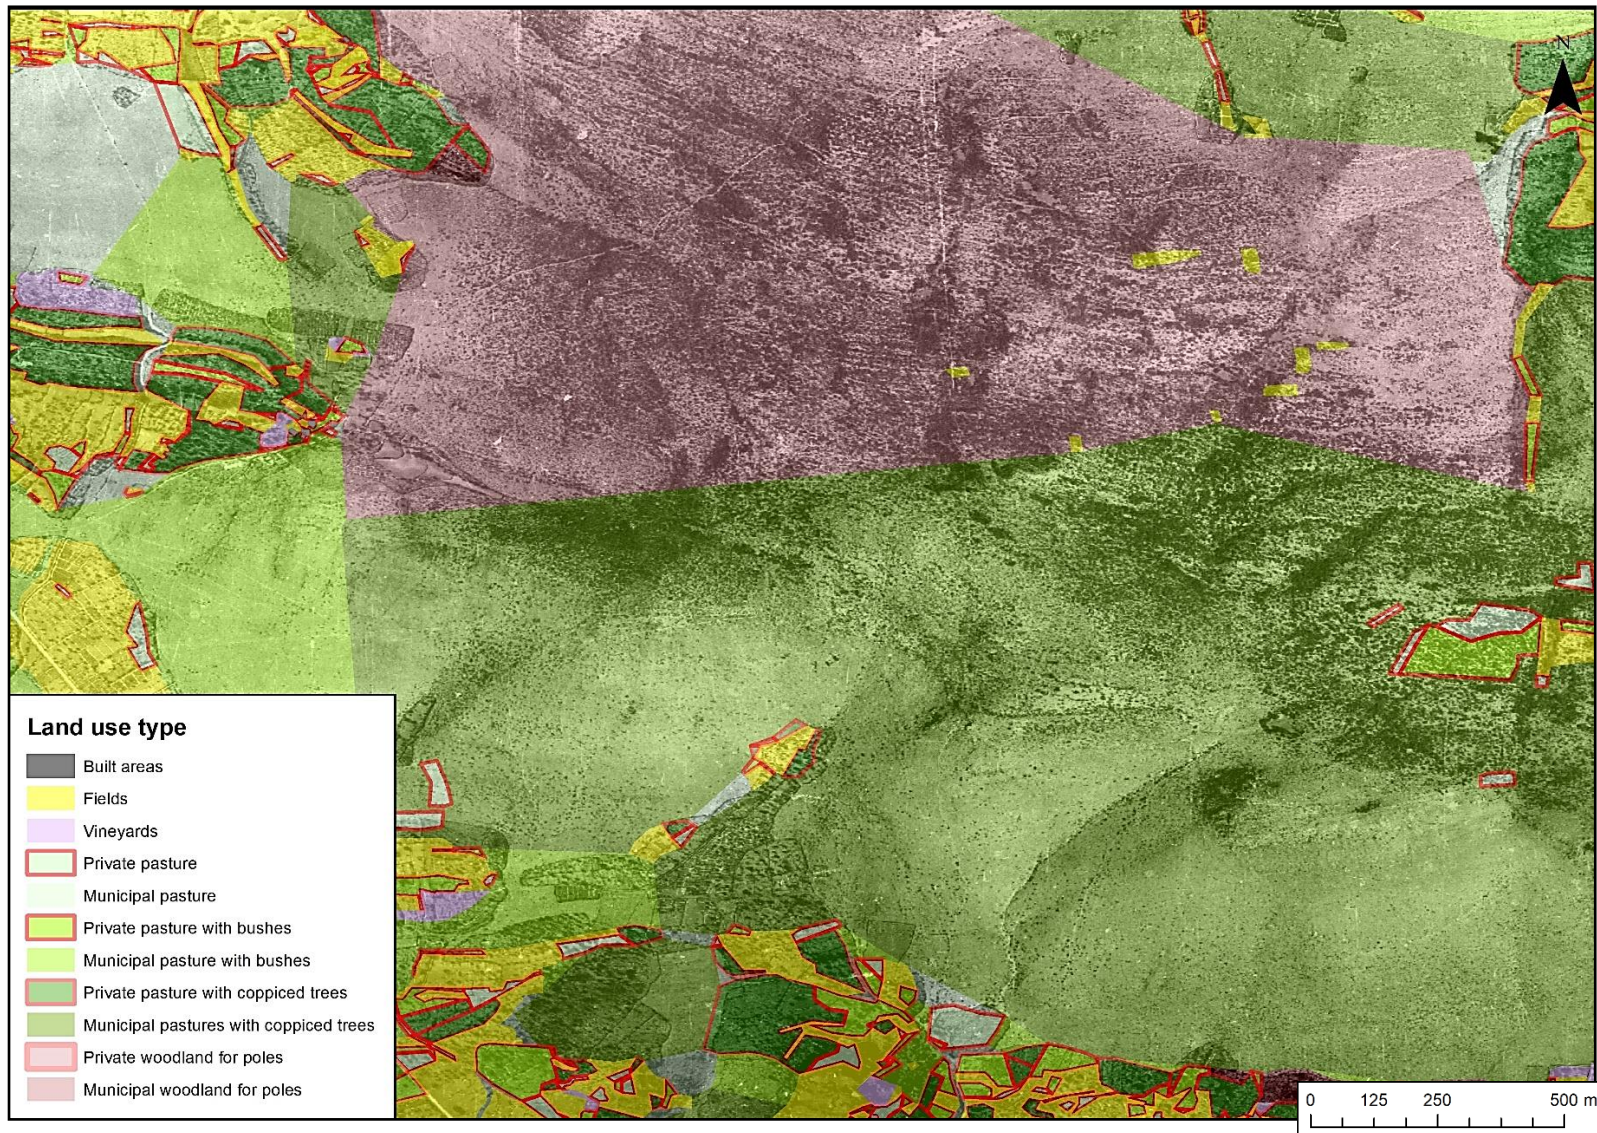 N
Land use type
Built areas
Fields
Vineyards
Private pasture
Municipal pasture
Private pasture with bushes
Municipal pasture with bushes
Private pasture with coppiced trees
Municipal pastures with coppiced trees
Private woodland for poles
Municipal woodland for poles
0 125 250 500 m